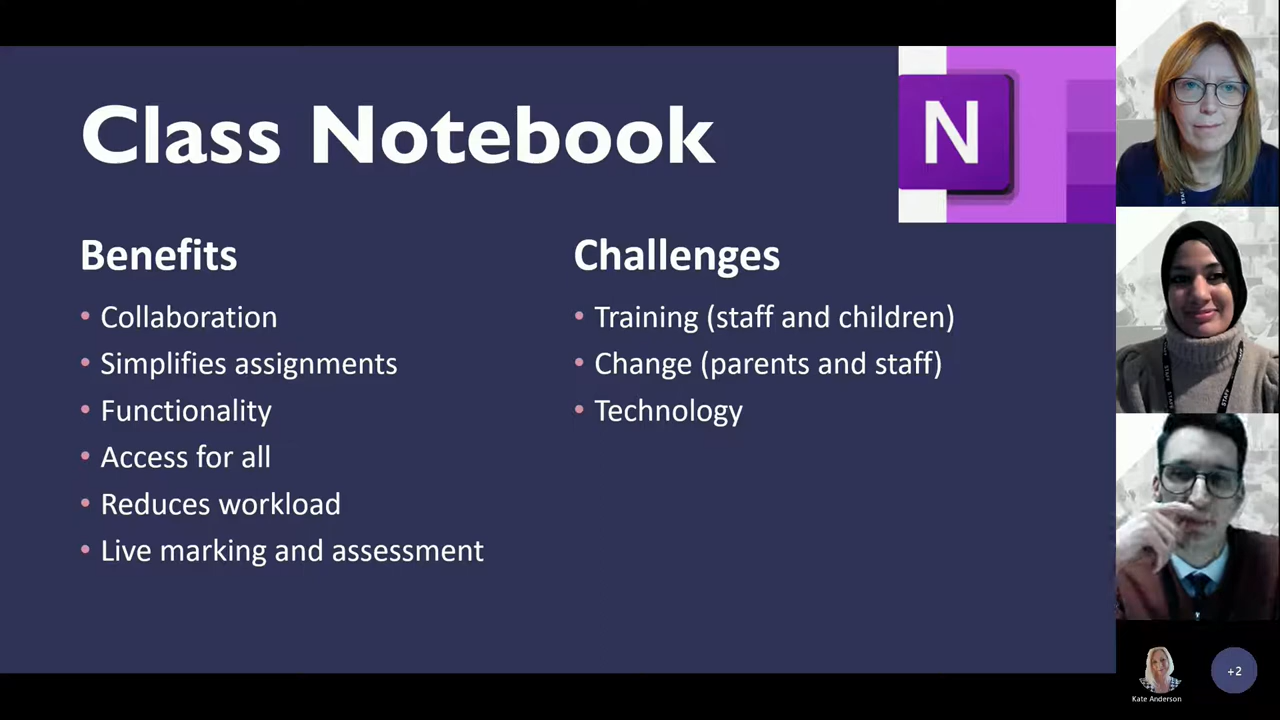 Class Notebook
N
Benefits
• Collaboration
• Simplifies assignments
• Functionality
• Access for all
• Reduces workload
• Live marking and assessment
Challenges
• Training (staff and children)
• Change (parents and staff)
• Technology
STAFF
Kate Anderson
+2